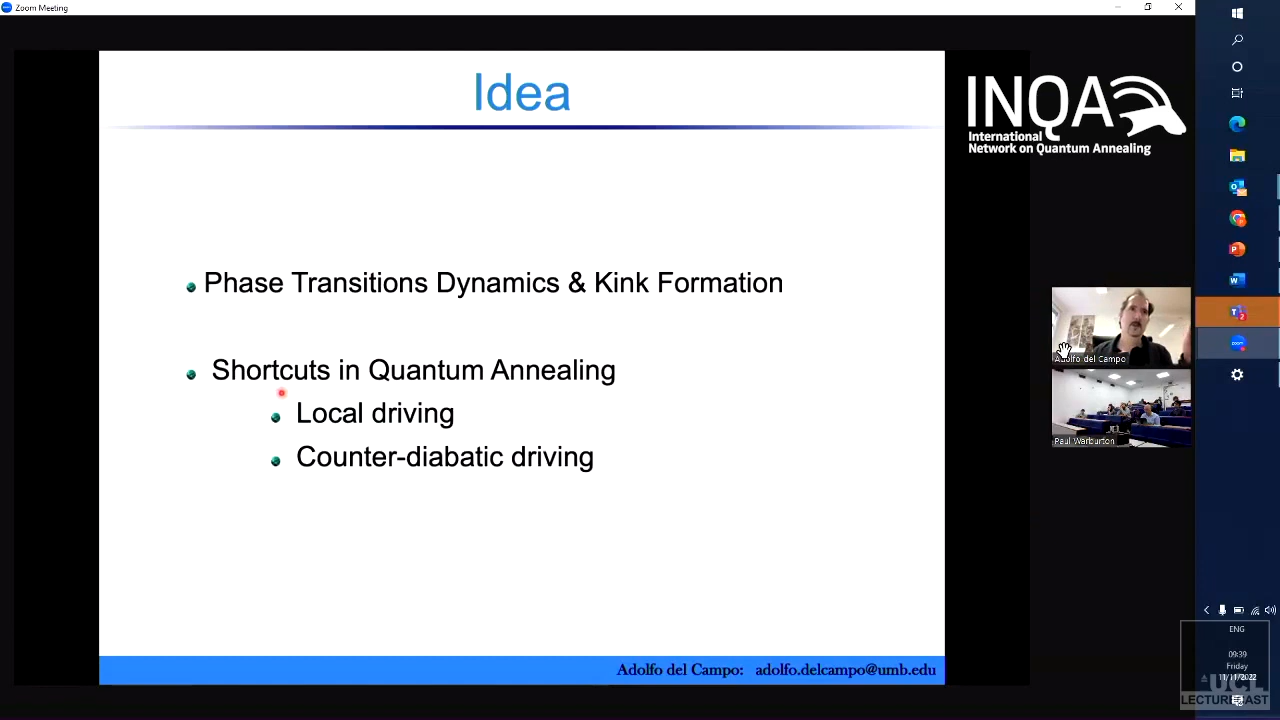 Zoom Meeting
Idea
INQA
International
Network on Quantum Annealing
Phase Transitions Dynamics & Kink Formation
Shortcuts in Quantum Annealing
Local driving
Counter-diabatic driving
Adolfo del Campo
Paul Warburton
Adolfo del Campo: adolfo.delcampo@umb.edu
ENG
09:39
Friday
11/11/2022
UCL
LECTURECAST